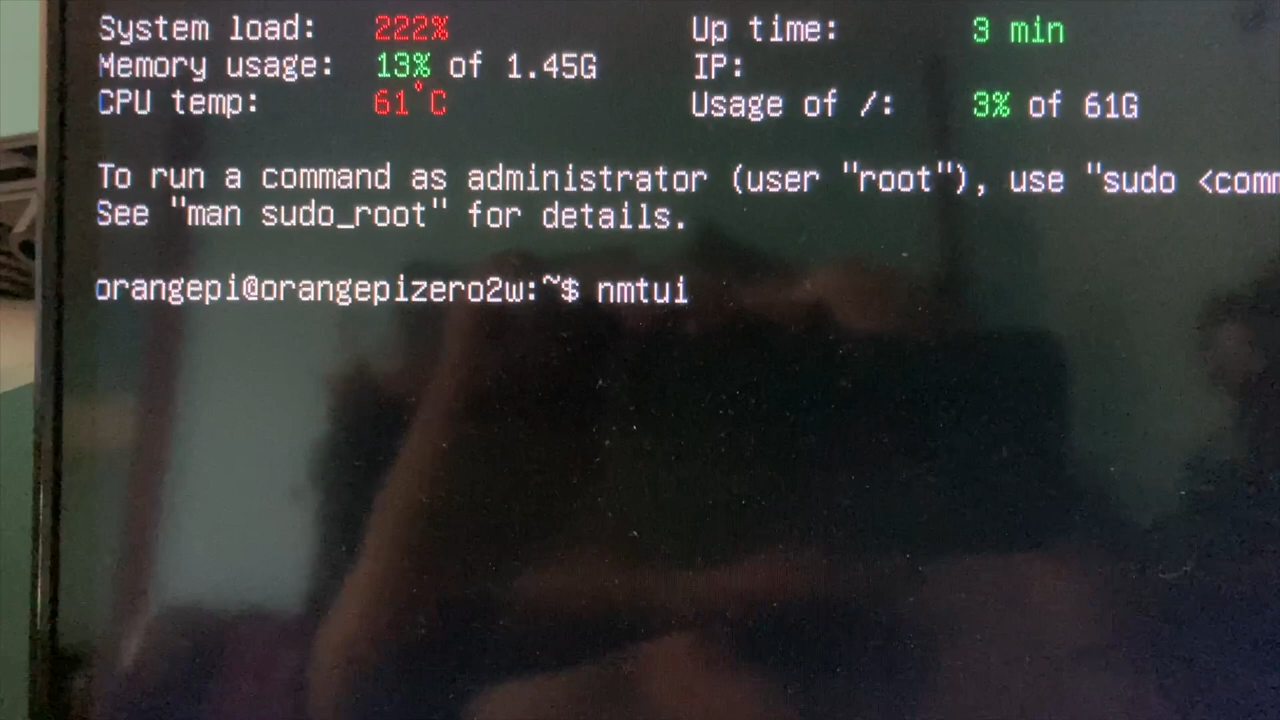 System load: 222% Up time: 3 min
Memory usage: 13% of 1.45G IP:
CPU temp: 61°C Usage of /: 3% of 61G
To run a command as administrator (user "root"), use "sudo <comm
See "man sudo_root" for details.
orangepi@orangepizero2w:~$ nmtui